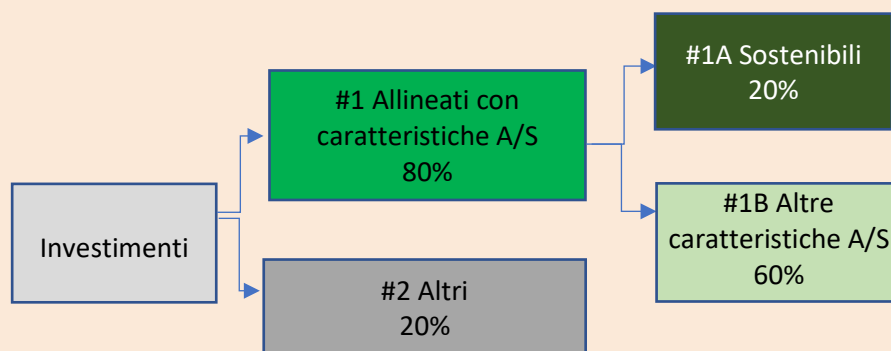 Investimenti
#1 Allineati con
caratteristiche A/S
80%
#2 Altri
20%
#1A Sostenibili
20%
#1B Altre
caratteristiche A/S
60%